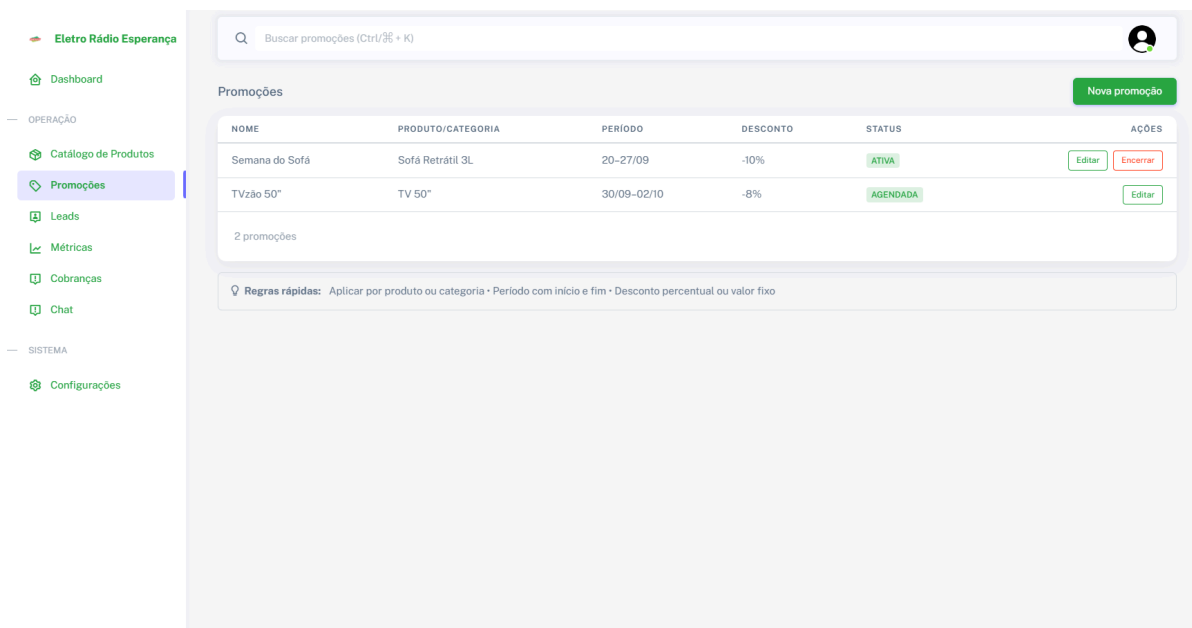 Eletro Rádio Esperança
Dashboard
OPERAÇÃO
Catálogo de Produtos
Promoções
Leads
Métricas
Cobranças
Chat
SISTEMA
Configurações
Buscar promoções (Ctrl/⌘ + K)
Promoções
Nova promoção
NOME PRODUTO/CATEGORIA PERÍODO DESCONTO STATUS AÇÕES
Semana do Sofá Sofá Retrátil 3L 20–27/09 -10% ATIVA Editar Encerrar
TVzão 50" TV 50" 30/09–02/10 -8% AGENDADA Editar
2 promoções
Regras rápidas: Aplicar por produto ou categoria • Período com início e fim • Desconto percentual ou valor fixo